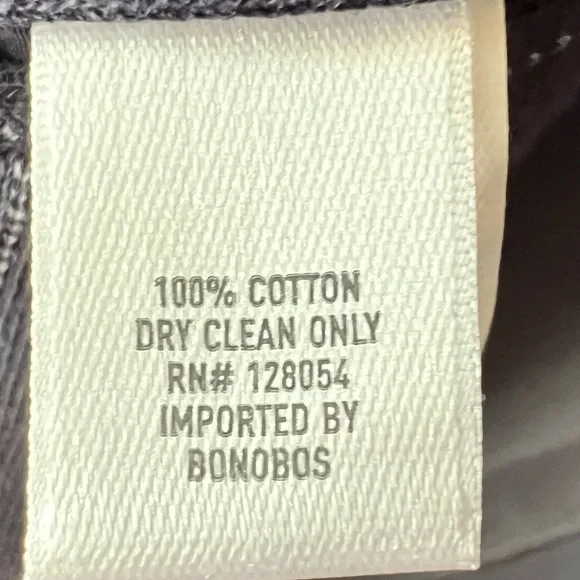 100% COTTON
DRY CLEAN ONLY
RN# 128054
IMPORTED BY
BONOBOS